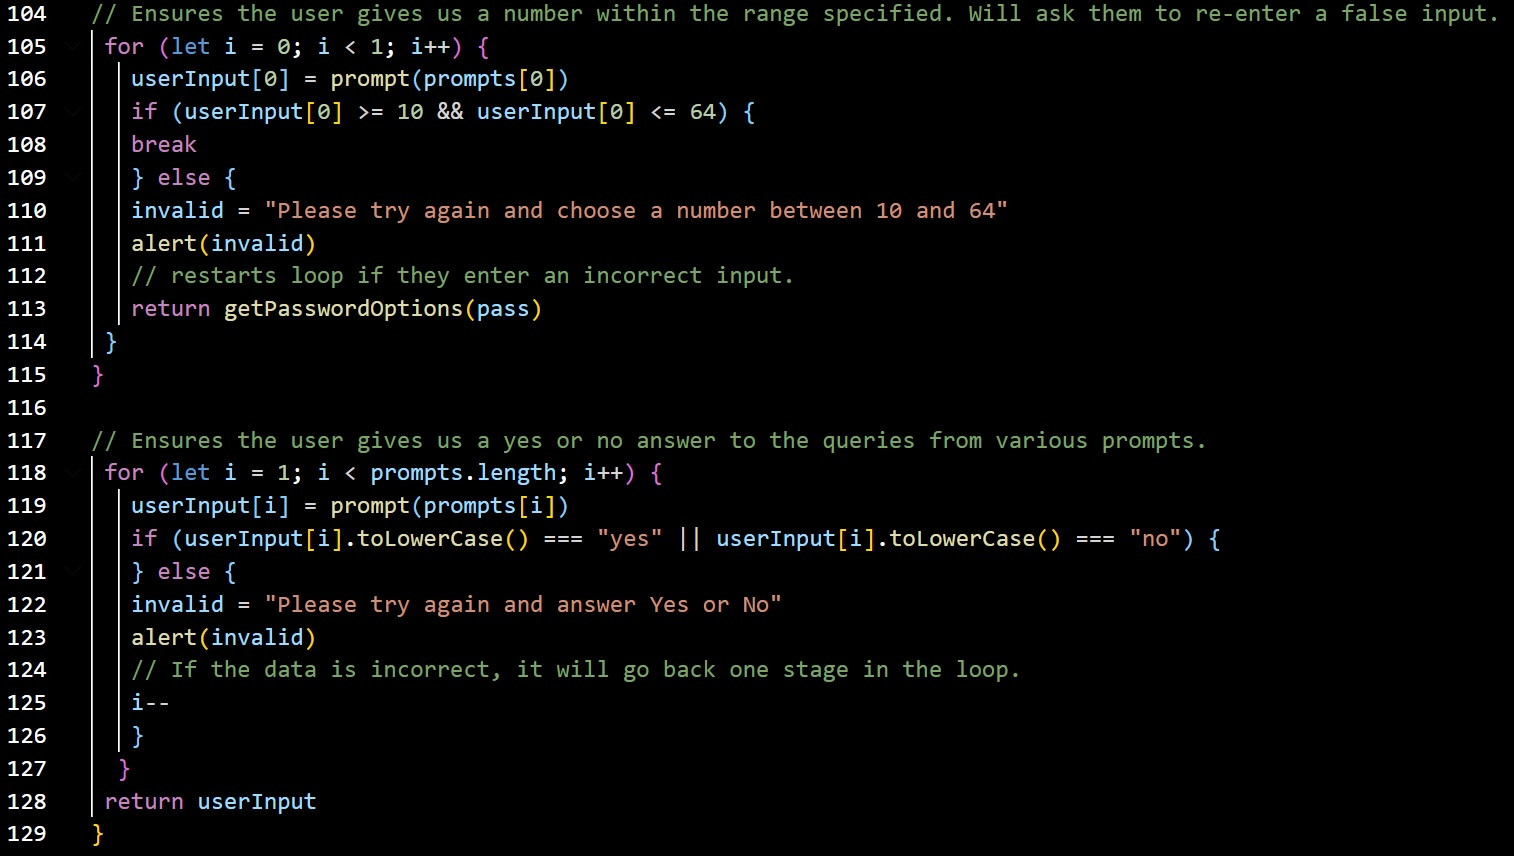 104 // Ensures the user gives us a number within the range specified. Will ask them to re-enter a false input.
105 for (let i = 0; i < 1; i++) {
106 userInput[0] = prompt(prompts[0])
107 if (userInput[0] >= 10 && userInput[0] <= 64) {
108 break
109 } else {
110 invalid = "Please try again and choose a number between 10 and 64"
111 alert(invalid)
112 // restarts loop if they enter an incorrect input.
113 return getPasswordOptions(pass)
114 }
115 }
116
117 // Ensures the user gives us a yes or no answer to the queries from various prompts.
118 for (let i = 1; i < prompts.length; i++) {
119 userInput[i] = prompt(prompts[i])
120 if (userInput[i].toLowerCase() === "yes" || userInput[i].toLowerCase() === "no") {
121 } else {
122 invalid = "Please try again and answer Yes or No"
123 alert(invalid)
124 // If the data is incorrect, it will go back one stage in the loop.
125 i--
126 }
127 }
128 return userInput
129 }